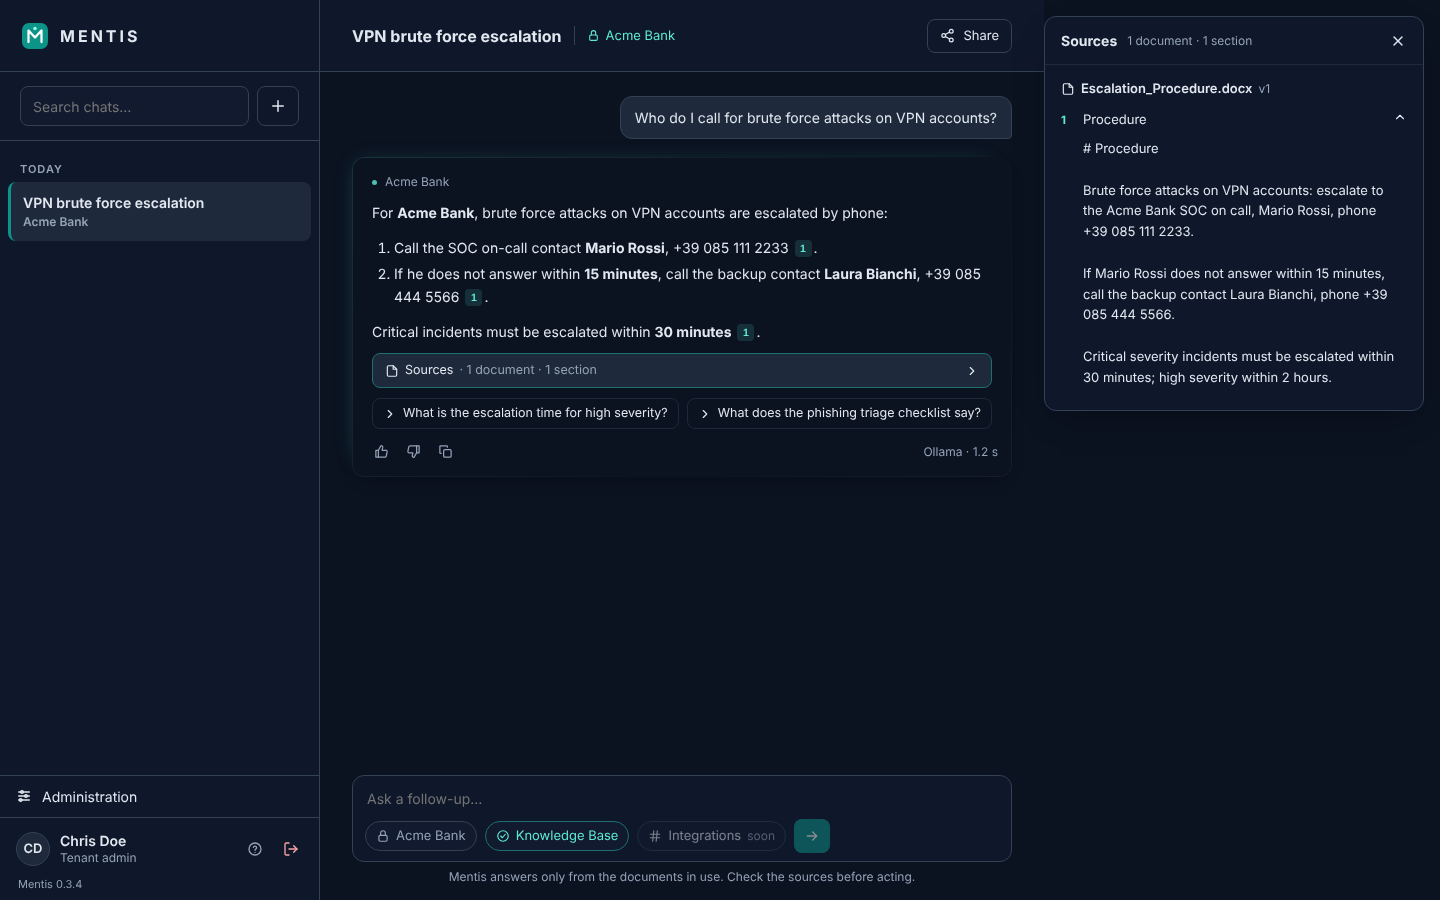 MENTIS
Search chats...
TODAY
VPN brute force escalation
Acme Bank
Administration
CD
Chris Doe
Tenant admin
Mentis 0.3.4
VPN brute force escalation
Acme Bank
Share
Who do I call for brute force attacks on VPN accounts?
Acme Bank
For Acme Bank, brute force attacks on VPN accounts are escalated by phone:
1. Call the SOC on-call contact Mario Rossi, +39 085 111 2233 1 .
2. If he does not answer within 15 minutes, call the backup contact Laura Bianchi, +39 085
444 5566 1 .
Critical incidents must be escalated within 30 minutes 1 .
Sources · 1 document · 1 section
What is the escalation time for high severity?
What does the phishing triage checklist say?
Ollama · 1.2 s
Ask a follow-up...
Acme Bank
Knowledge Base
Integrations soon
Mentis answers only from the documents in use. Check the sources before acting.
Sources 1 document · 1 section
Escalation_Procedure.docx v1
1 Procedure
# Procedure
Brute force attacks on VPN accounts: escalate to
the Acme Bank SOC on call, Mario Rossi, phone
+39 085 111 2233.
If Mario Rossi does not answer within 15 minutes,
call the backup contact Laura Bianchi, phone +39
085 444 5566.
Critical severity incidents must be escalated within
30 minutes; high severity within 2 hours.